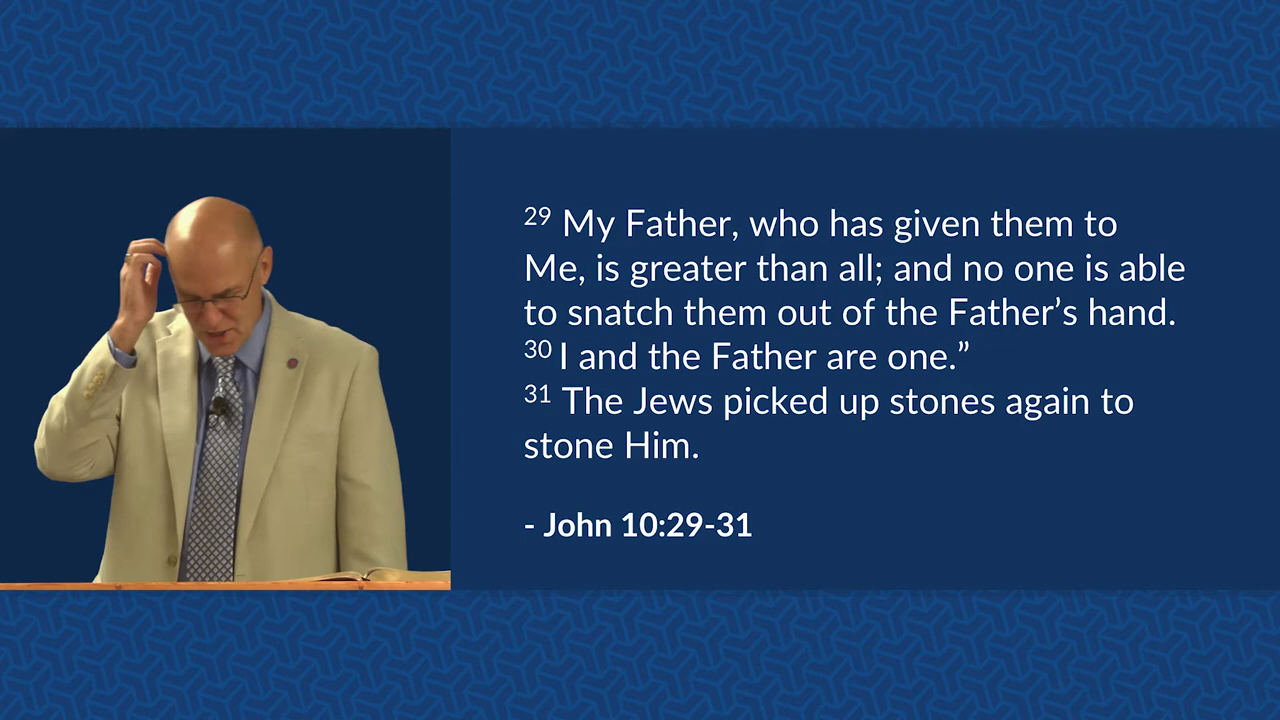 29 My Father, who has given them to
Me, is greater than all; and no one is able
to snatch them out of the Father’s hand.
30 I and the Father are one.”
31 The Jews picked up stones again to
stone Him.
- John 10:29-31